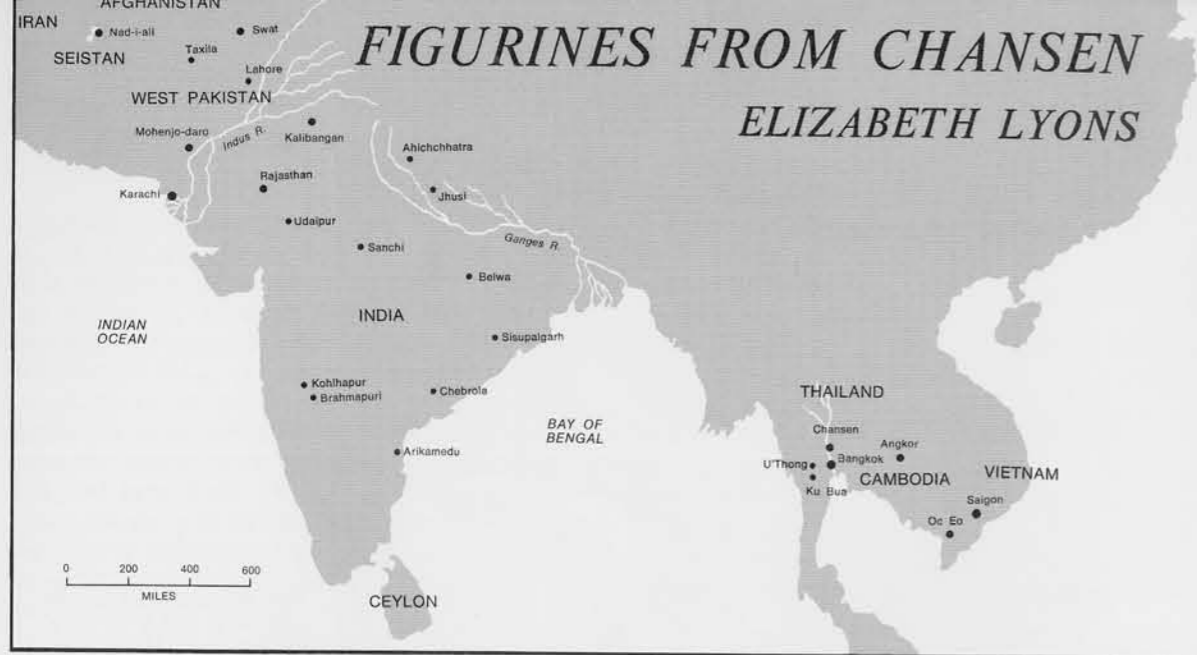 AFGHANISTAN
IRAN
Nad-i-ali
Swat
SEISTAN
Taxila
Lahore
WEST PAKISTAN
FIGURINES FROM CHANSEN
ELIZABETH LYONS
Mohenjo-daro
Indus R.
Kalibangan
Ahichchhatra
Karachi
Rajasthan
Jhusi
Udaipur
Sanchi
Ganges R.
Belwa
INDIA
INDIAN
OCEAN
Sisupalgarh
Kohlhapur
Brahmapuri
Chebrola
THAILAND
BAY OF
BENGAL
Chansen
Angkor
Arikamedu
U'Thong
Bangkok
CAMBODIA
VIETNAM
Ku Bua
Saigon
Oc Eo
0 200 400 600
MILES
CEYLON